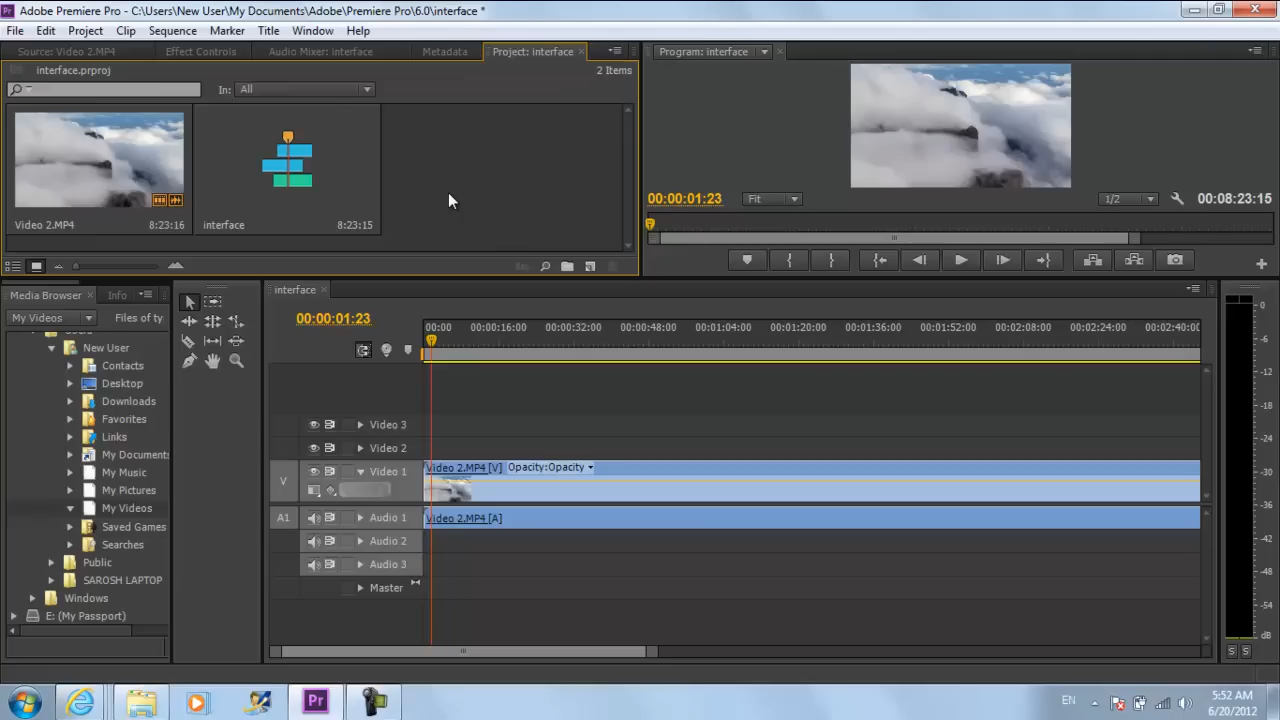 Adobe Premiere Pro - C:\Users\New User\My Documents\Adobe\Premiere Pro\6.0\interface *
File Edit Project Clip Sequence Marker Title Window Help
Source: Video 2.MP4 Effect Controls Audio Mixer: interface Metadata Project: interface
Program: interface
interface.prproj
2 Items
In: All
Video 2.MP4 8:23:16
interface 8:23:15
00:00:01:23 Fit 1/2 00:08:23:15
Media Browser Info
My Videos Files of ty
New User
Contacts
Desktop
Downloads
Favorites
Links
My Document
My Music
My Pictures
My Videos
Saved Games
Searches
Public
SAROSH LAPTOP
Windows
E: (My Passport)
interface
00:00:01:23
00:00 00:00:16:00 00:00:32:00 00:00:48:00 00:01:04:00 00:01:20:00 00:01:36:00 00:01:52:00 00:02:08:00 00:02:24:00 00:02:40:00
Video 3
Video 2
V Video 1 Video 2.MP4 [V] Opacity:Opacity
A1 Audio 1 Video 2.MP4 [A]
Audio 2
Audio 3
Master
0
-6
-12
-18
-24
-30
-36
-42
-48
-54
dB
S S
Pr
EN
5:52 AM
6/20/2012